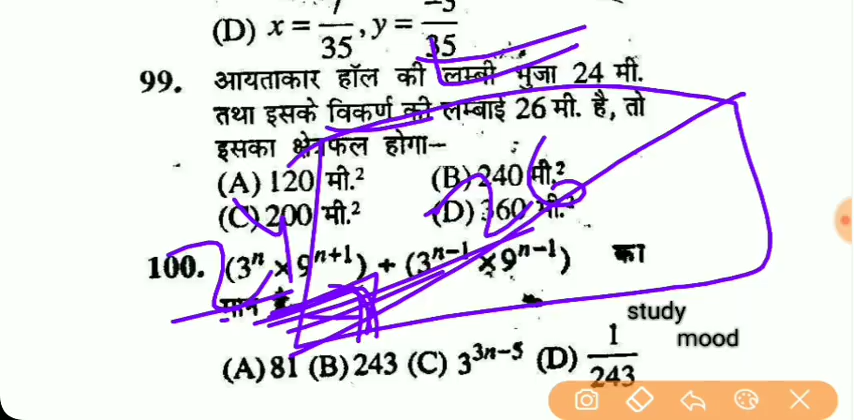 (D) x = 7/35, y = -3/35
99. आयताकार हॉल की लम्बी भुजा 24 मी.
तथा इसके विकर्ण की लम्बाई 26 मी. है, तो
इसका क्षेत्रफल होगा–
(A) 120 मी.² (B) 240 मी.²
(C) 200 मी.² (D) 360 मी.²
100. (3ⁿ × 9ⁿ⁺¹) + (3ⁿ⁻¹ × 9ⁿ⁻¹) का
मान है
(A) 81 (B) 243 (C) 3³ⁿ⁻⁵ (D) 1/243
study
mood